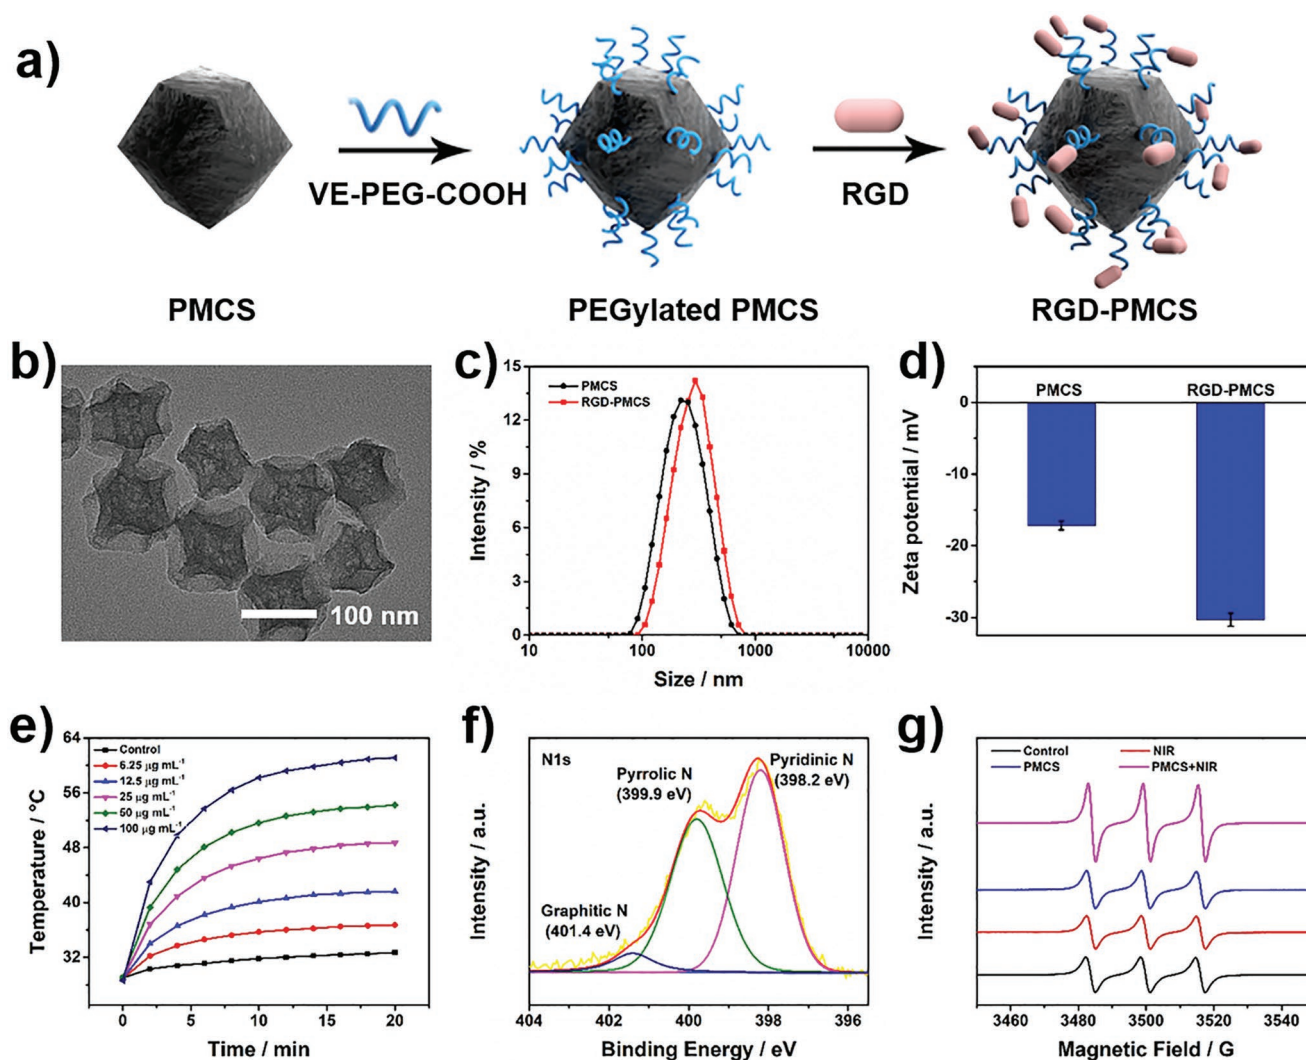 a)
VE-PEG-COOH
RGD
PMCS
PEGylated PMCS
RGD-PMCS
b)
100 nm
c)
PMCS
RGD-PMCS
15
12
9
6
3
0
10
100
1000
10000
Intensity / %
Size / nm
d)
PMCS
RGD-PMCS
0
-10
-20
-30
Zeta potential / mV
e)
Control
6.25 µg mL⁻¹
12.5 µg mL⁻¹
25 µg mL⁻¹
50 µg mL⁻¹
100 µg mL⁻¹
64
56
48
40
32
0
5
10
15
20
Temperature / °C
Time / min
f)
N1s
Pyrrolic N
(399.9 eV)
Pyridinic N
(398.2 eV)
Graphitic N
(401.4 eV)
404
402
400
398
396
Intensity / a.u.
Binding Energy / eV
g)
Control
NIR
PMCS
PMCS+NIR
3460
3480
3500
3520
3540
Intensity / a.u.
Magnetic Field / G